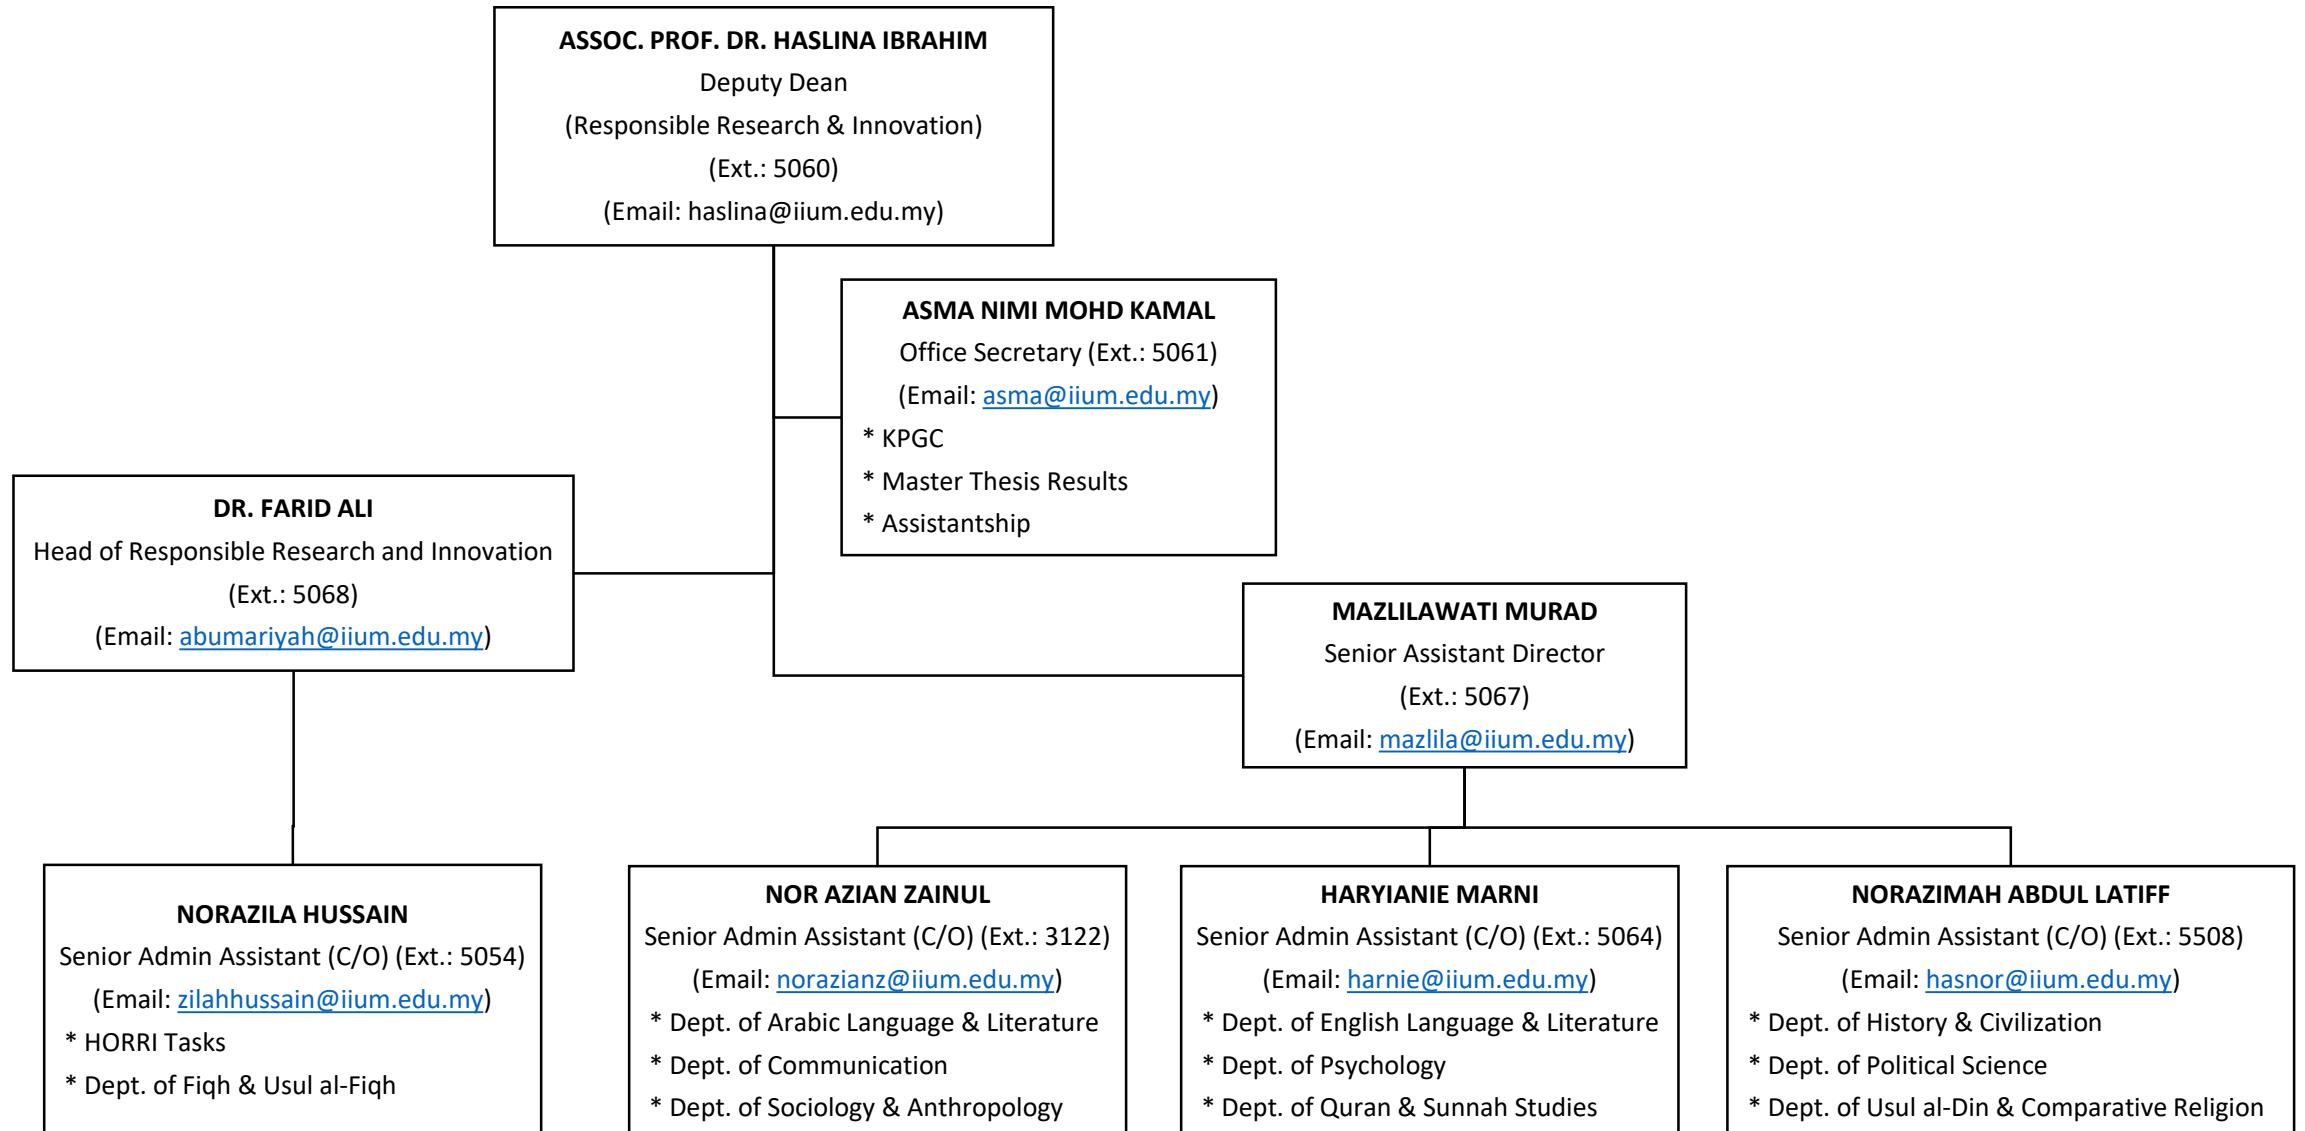 ASSOC. PROF. DR. HASLINA IBRAHIM
Deputy Dean
(Responsible Research & Innovation)
(Ext.: 5060)
(Email: haslina@iium.edu.my)
ASMA NIMI MOHD KAMAL
Office Secretary (Ext.: 5061)
(Email: asma@iium.edu.my)
* KPGC
* Master Thesis Results
* Assistantship
DR. FARID ALI
Head of Responsible Research and Innovation
(Ext.: 5068)
(Email: abumariyah@iium.edu.my)
MAZLILAWATI MURAD
Senior Assistant Director
(Ext.: 5067)
(Email: mazlila@iium.edu.my)
NORAZILA HUSSAIN
Senior Admin Assistant (C/O) (Ext.: 5054)
(Email: zilahhussain@iium.edu.my)
* HORRI Tasks
* Dept. of Fiqh & Usul al-Fiqh
NOR AZIAN ZAINUL
Senior Admin Assistant (C/O) (Ext.: 3122)
(Email: norazianz@iium.edu.my)
* Dept. of Arabic Language & Literature
* Dept. of Communication
* Dept. of Sociology & Anthropology
HARYIANIE MARNI
Senior Admin Assistant (C/O) (Ext.: 5064)
(Email: harnie@iium.edu.my)
* Dept. of English Language & Literature
* Dept. of Psychology
* Dept. of Quran & Sunnah Studies
NORAZIMAH ABDUL LATIFF
Senior Admin Assistant (C/O) (Ext.: 5508)
(Email: hasnor@iium.edu.my)
* Dept. of History & Civilization
* Dept. of Political Science
* Dept. of Usul al-Din & Comparative Religion